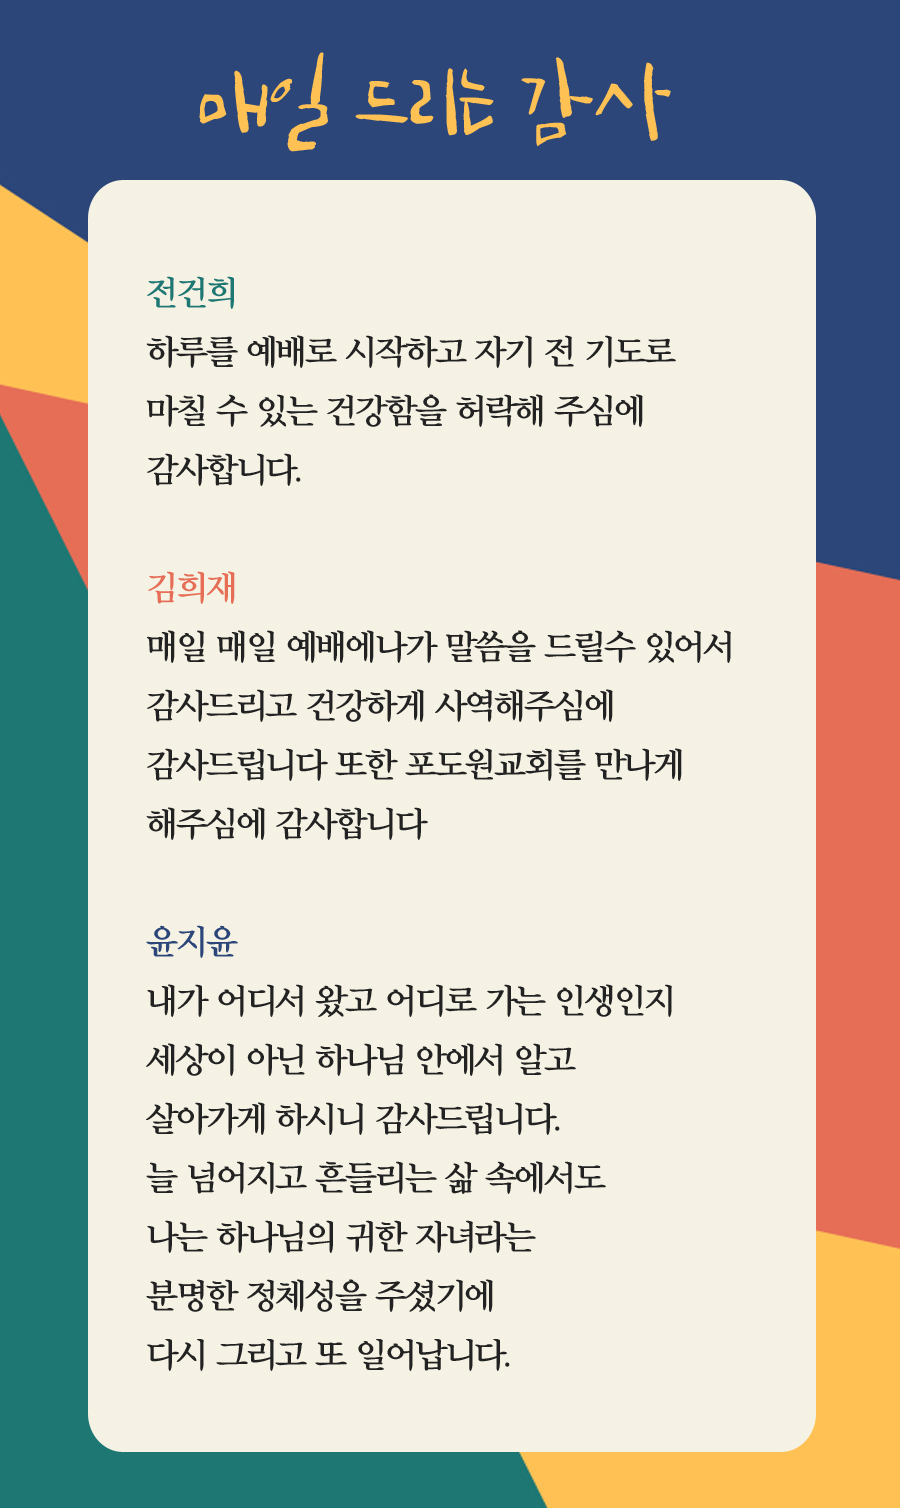 매일 드리는 감사
전건희
하루를 예배로 시작하고 자기 전 기도로
마칠 수 있는 건강함을 허락해 주심에
감사합니다.
김희재
매일 매일 예배에나가 말씀을 드릴수 있어서
감사드리고 건강하게 사역해주심에
감사드립니다 또한 포도원교회를 만나게
해주심에 감사합니다
윤지윤
내가 어디서 왔고 어디로 가는 인생인지
세상이 아닌 하나님 안에서 알고
살아가게 하시니 감사드립니다.
늘 넘어지고 흔들리는 삶 속에서도
나는 하나님의 귀한 자녀라는
분명한 정체성을 주셨기에
다시 그리고 또 일어납니다.